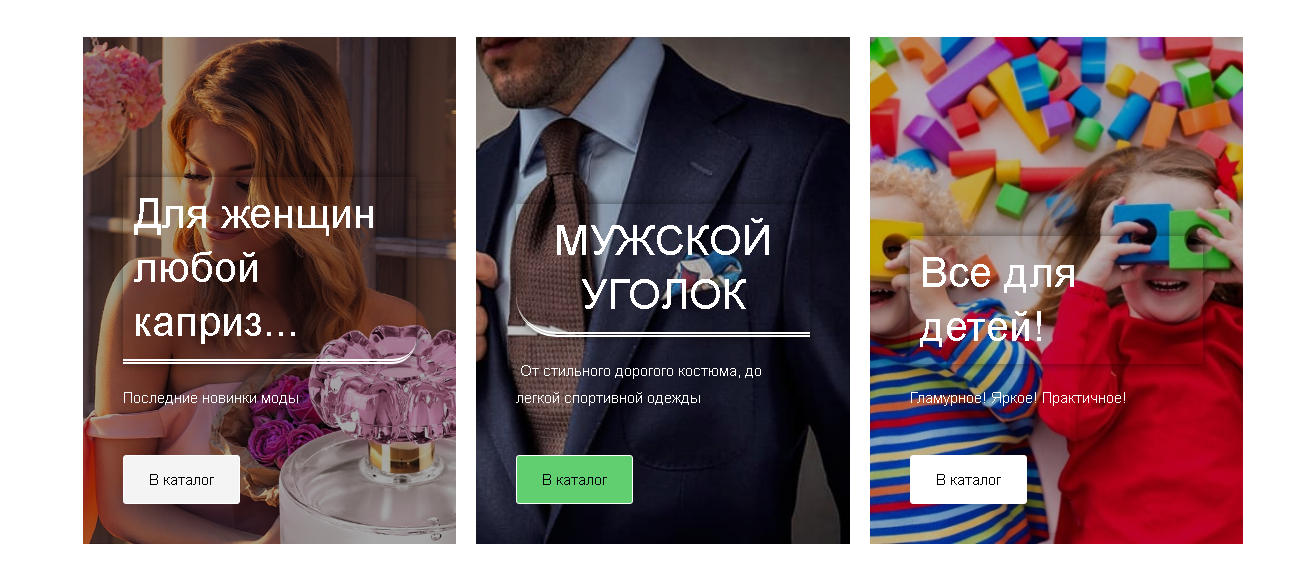 Для женщин
любой
каприз...
Последние новинки моды
В каталог
МУЖСКОЙ
УГОЛОК
От стильного дорогого костюма, до
легкой спортивной одежды
В каталог
Все для
детей!
Гламурное! Яркое! Практичное!
В каталог